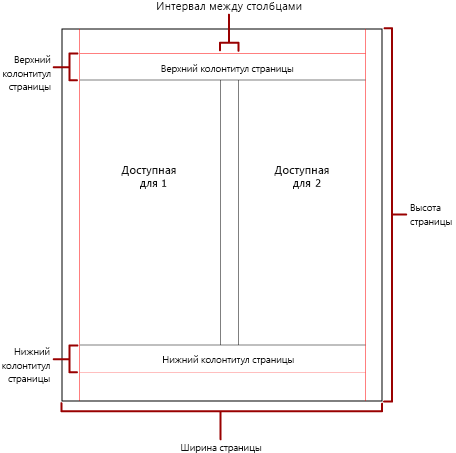 Интервал между столбцами
Верхний
колонтитул
страницы
Верхний колонтитул страницы
Доступная
для 1
Доступная
для 2
Высота
страницы
Нижний
колонтитул
страницы
Нижний колонтитул страницы
Ширина страницы